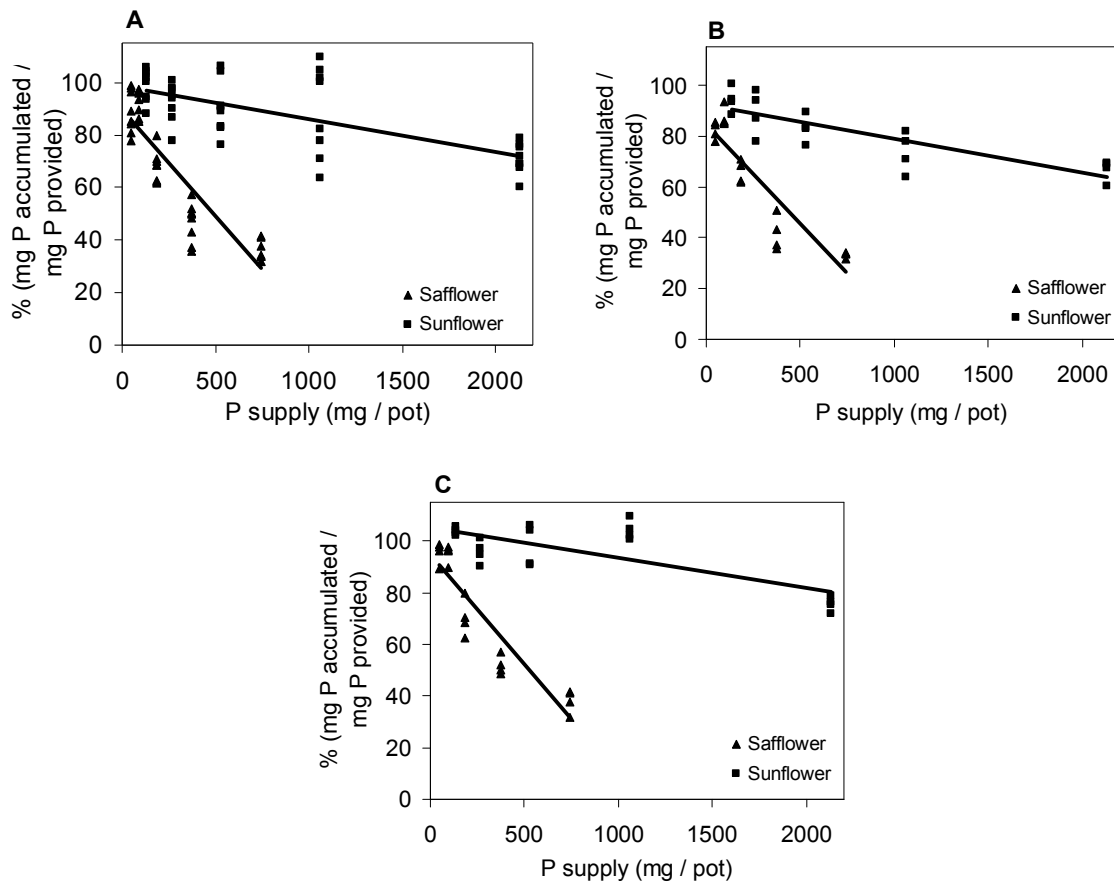 A
% (mg P accumulated /
mg P provided)
100
80
60
40
20
0
Safflower
Sunflower
0 500 1000 1500 2000
P supply (mg / pot)
B
% (mg P accumulated /
mg P provided)
100
80
60
40
20
0
Safflower
Sunflower
0 500 1000 1500 2000
P supply (mg / pot)
C
% (mg P accumulated /
mg P provided)
100
80
60
40
20
0
Safflower
Sunflower
0 500 1000 1500 2000
P supply (mg / pot)